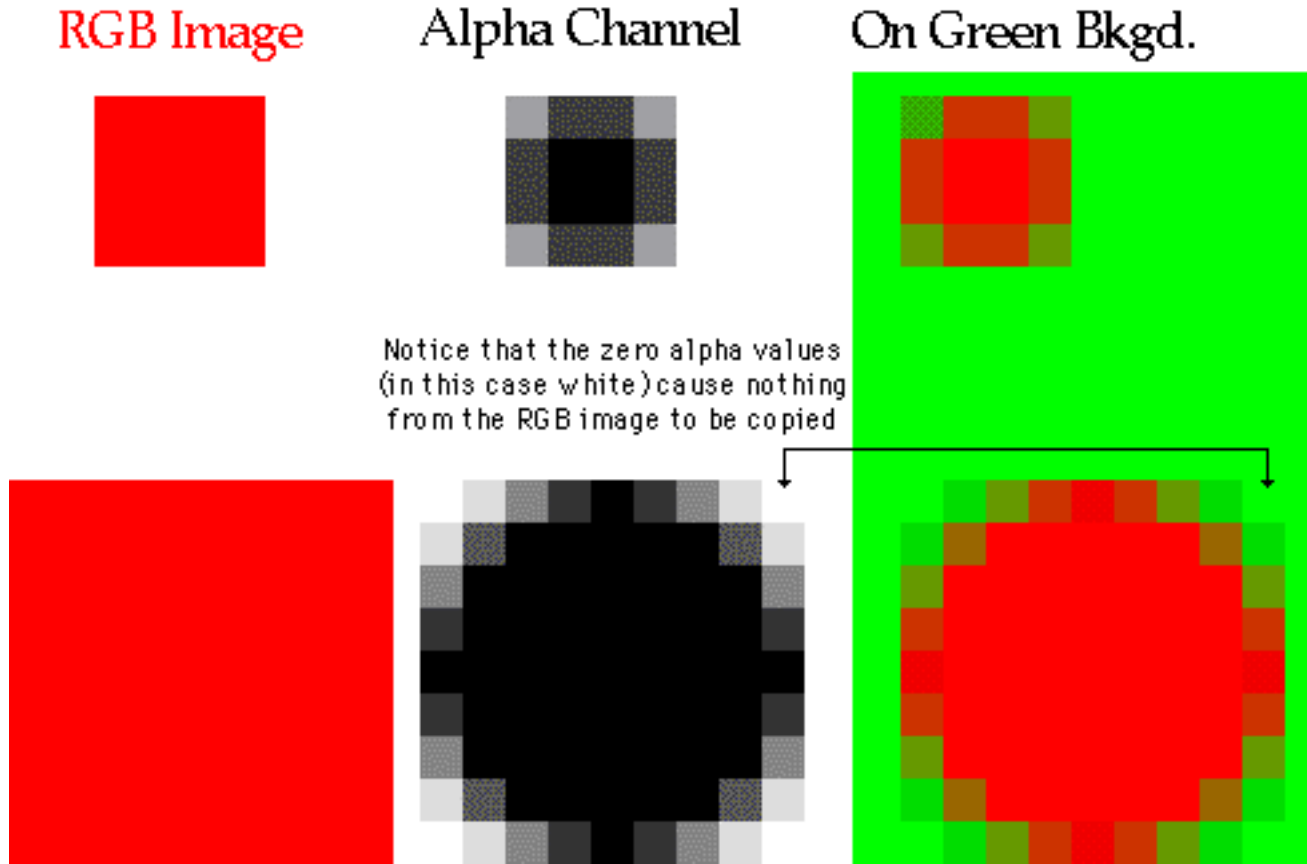 RGB Image
Alpha Channel
On Green Bkgd.
Notice that the zero alpha values
(in this case white) cause nothing
from the RGB image to be copied